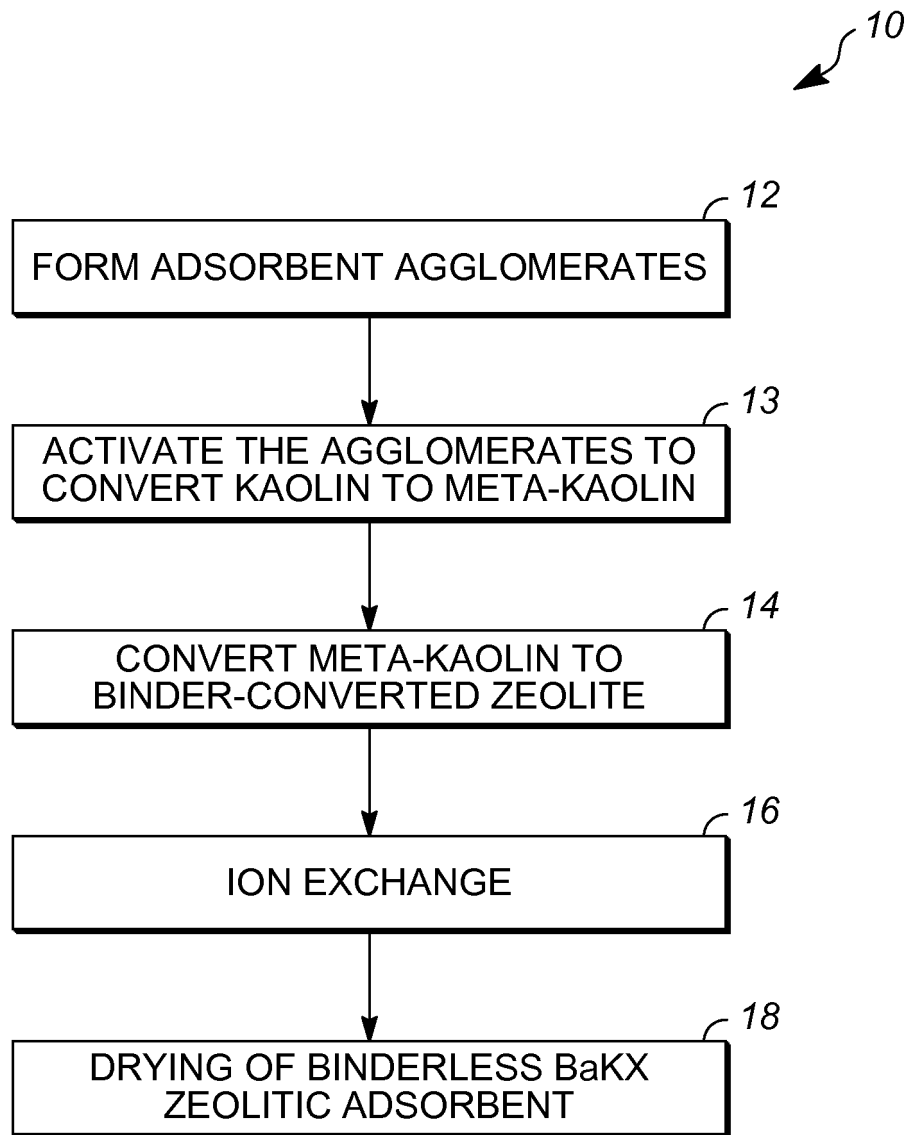 10
12
FORM ADSORBENT AGGLOMERATES
13
ACTIVATE THE AGGLOMERATES TO
CONVERT KAOLIN TO META-KAOLIN
14
CONVERT META-KAOLIN TO
BINDER-CONVERTED ZEOLITE
16
ION EXCHANGE
18
DRYING OF BINDERLESS BaKX
ZEOLITIC ADSORBENT